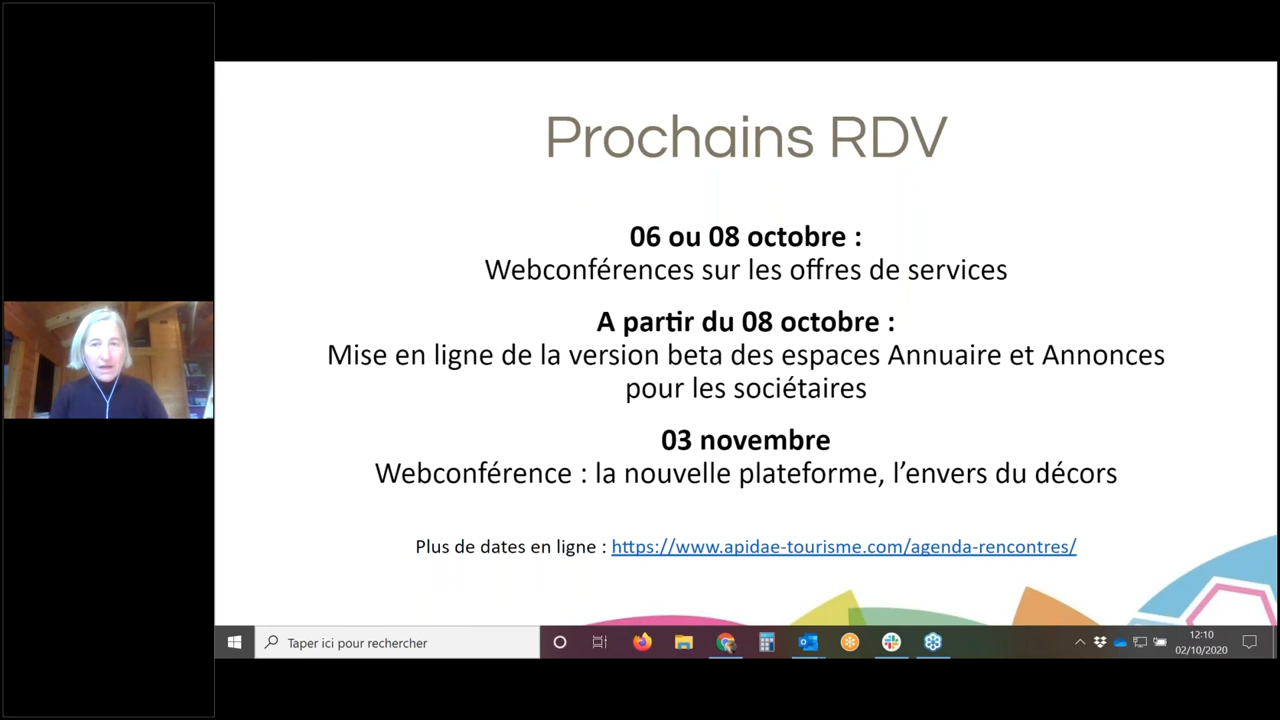 Prochains RDV
06 ou 08 octobre :
Webconférences sur les offres de services
A partir du 08 octobre :
Mise en ligne de la version beta des espaces Annuaire et Annonces
pour les sociétaires
03 novembre
Webconférence : la nouvelle plateforme, l’envers du décors
Plus de dates en ligne : https://www.apidae-tourisme.com/agenda-rencontres/
Taper ici pour rechercher
12:10
02/10/2020